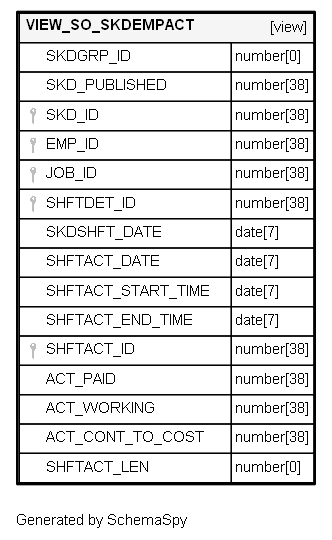 VIEW_SO_SKDEMPACT [view]
SKDGRP_ID number[0]
SKD_PUBLISHED number[38]
SKD_ID number[38]
EMP_ID number[38]
JOB_ID number[38]
SHFTDET_ID number[38]
SKDSHFT_DATE date[7]
SHFTACT_DATE date[7]
SHFTACT_START_TIME date[7]
SHFTACT_END_TIME date[7]
SHFTACT_ID number[38]
ACT_PAID number[38]
ACT_WORKING number[38]
ACT_CONT_TO_COST number[38]
SHFTACT_LEN number[0]
Generated by SchemaSpy